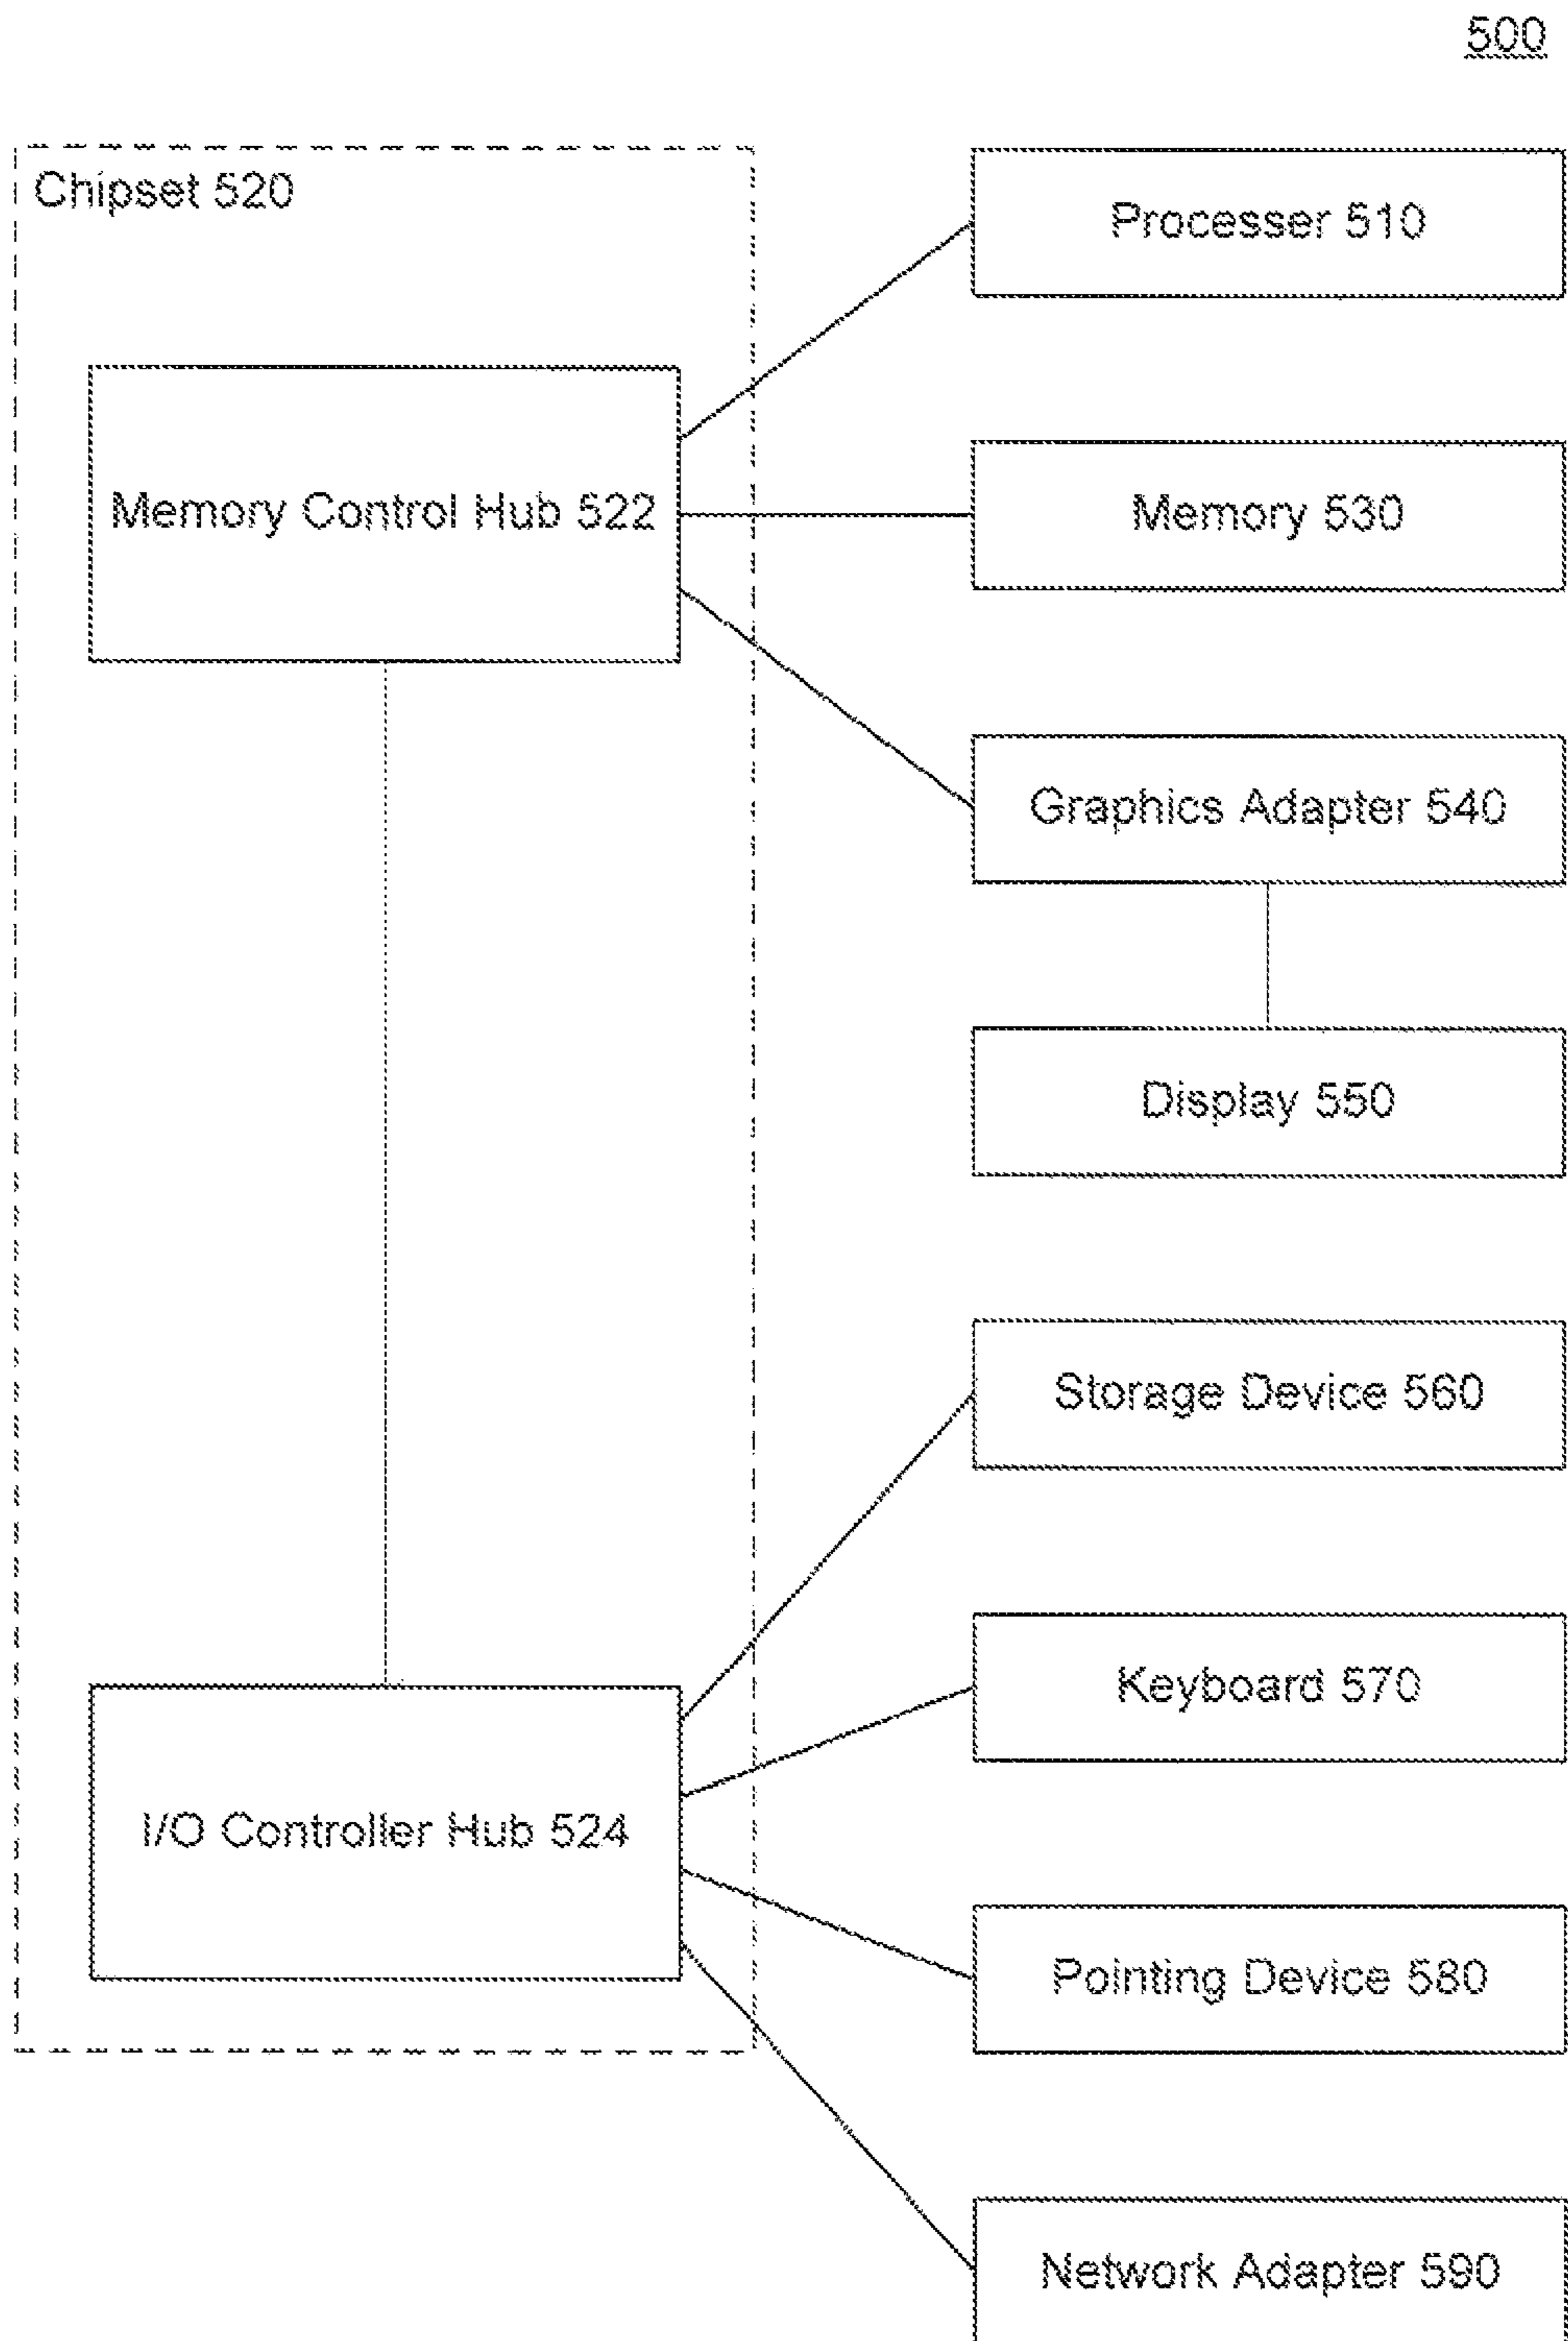 500
Chipset 520
Processer 510
Memory Control Hub 522
Memory 530
Graphics Adapter 540
Display 550
Storage Device 560
Keyboard 570
I/O Controller Hub 524
Pointing Device 580
Network Adapter 590